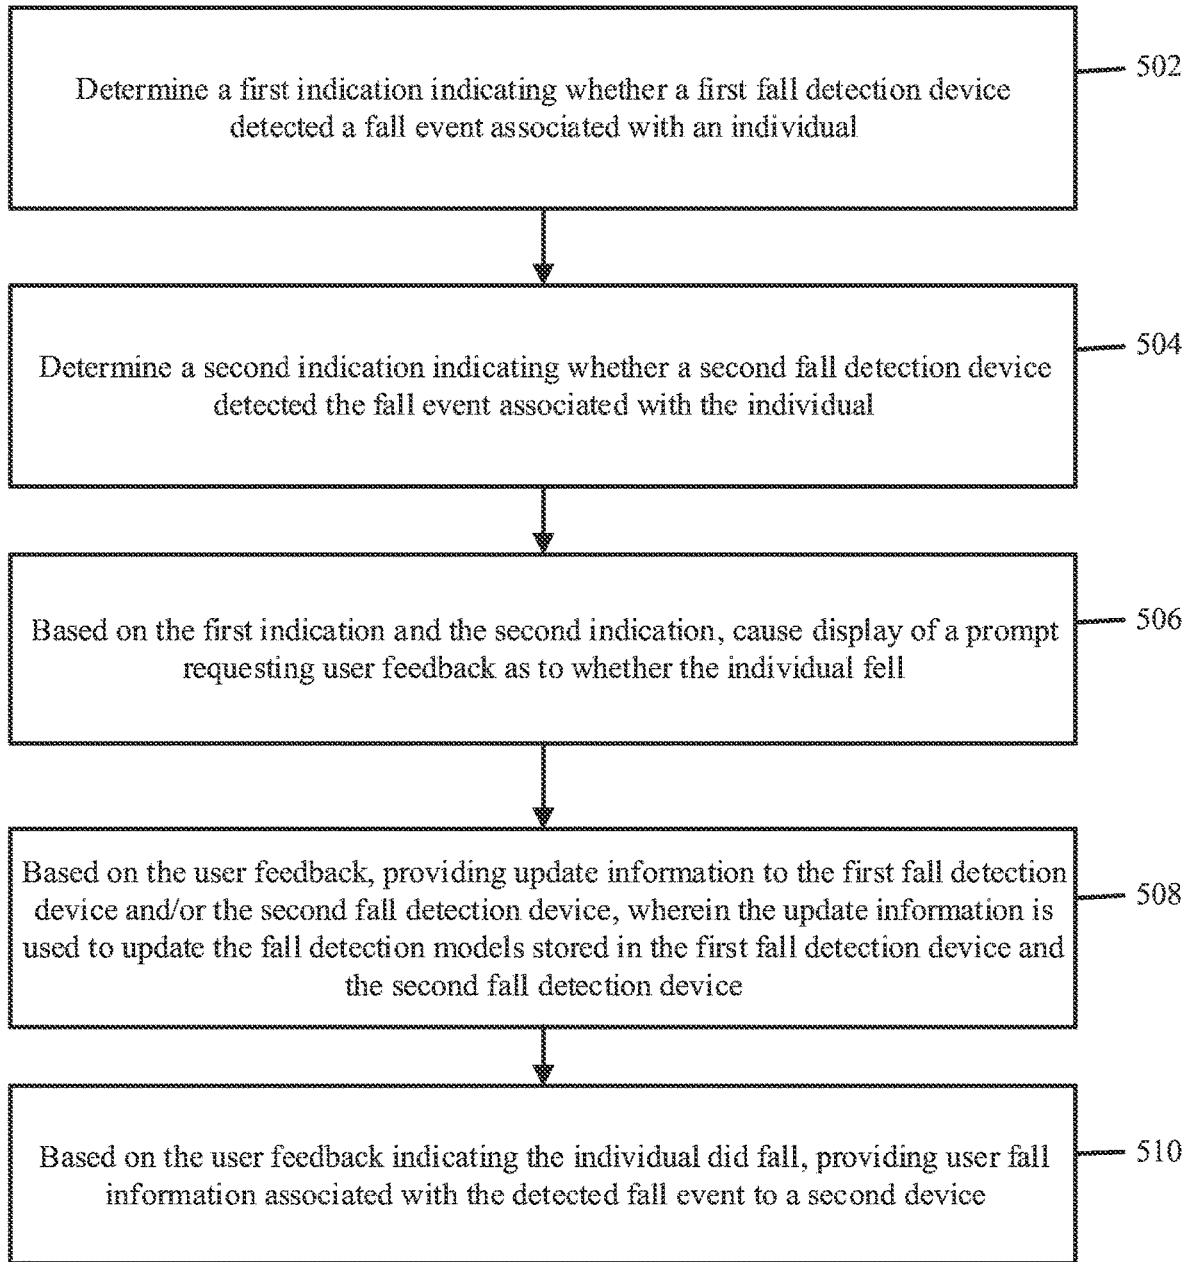 Determine a first indication indicating whether a first fall detection device
detected a fall event associated with an individual
502
Determine a second indication indicating whether a second fall detection device
detected the fall event associated with the individual
504
Based on the first indication and the second indication, cause display of a prompt
requesting user feedback as to whether the individual fell
506
Based on the user feedback, providing update information to the first fall detection
device and/or the second fall detection device, wherein the update information is
used to update the fall detection models stored in the first fall detection device and
the second fall detection device
508
Based on the user feedback indicating the individual did fall, providing user fall
information associated with the detected fall event to a second device
510